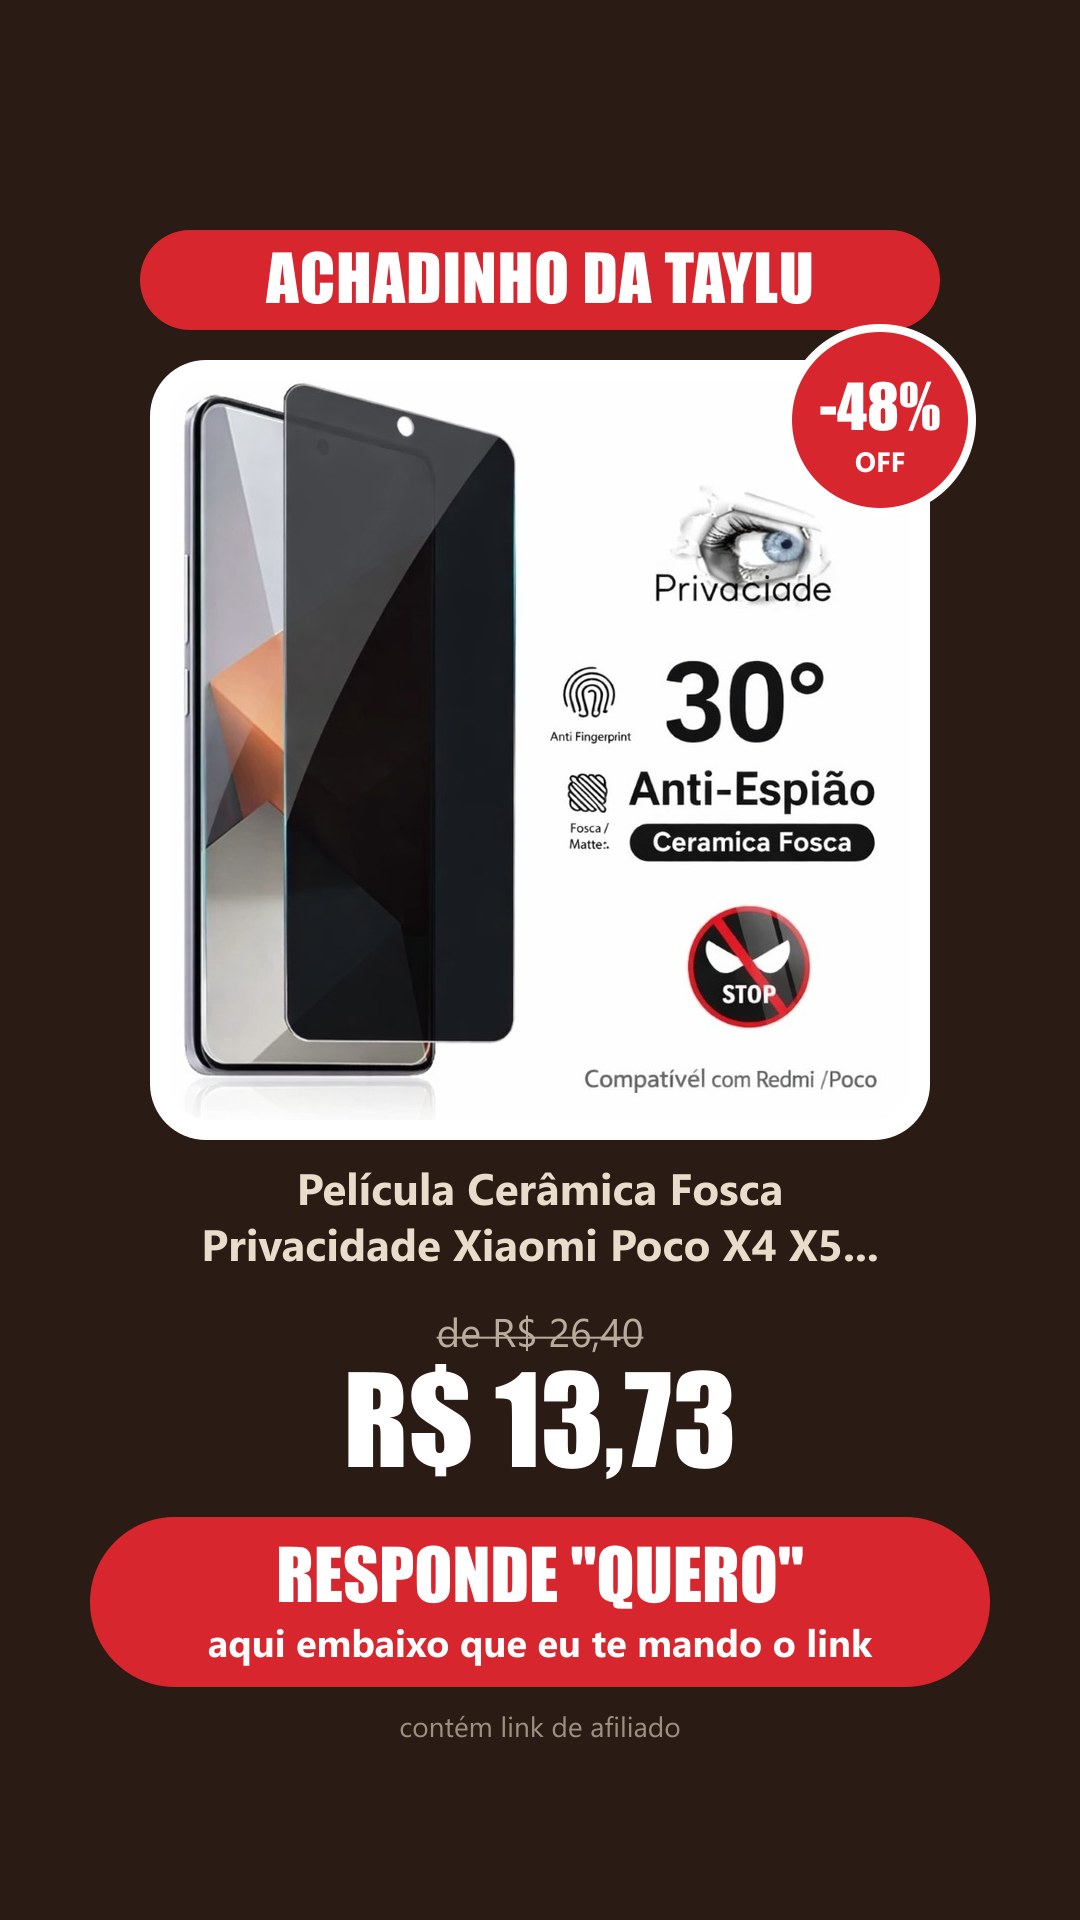 ACHADINHO DA TAYLU
-48%
OFF
Privaciade
30°
Anti Fingerprint
Anti-Espião
Fosca /
Matte:.
Ceramica Fosca
STOP
Compatívél com Redmi /Poco
Película Cerâmica Fosca
Privacidade Xiaomi Poco X4 X5...
de R$ 26,40
R$ 13,73
RESPONDE "QUERO"
aqui embaixo que eu te mando o link
contém link de afiliado